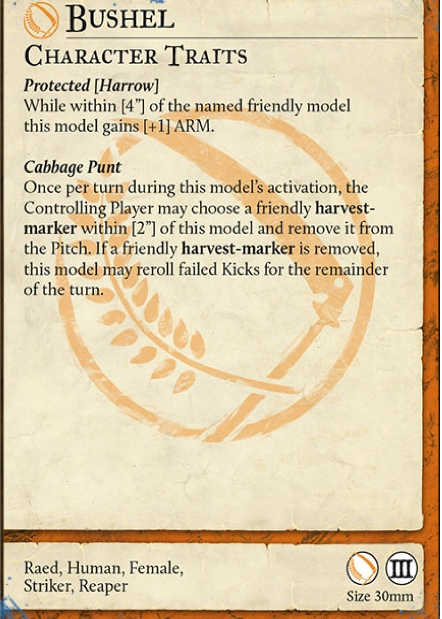 Bushel
Character Traits
Protected [Harrow]
While within [4”] of the named friendly model
this model gains [+1] ARM.
Cabbage Punt
Once per turn during this model’s activation, the
Controlling Player may choose a friendly harvest-
marker within [2”] of this model and remove it from
the Pitch. If a friendly harvest-marker is removed,
this model may reroll failed Kicks for the remainder
of the turn.
Raed, Human, Female,
Striker, Reaper
III
Size 30mm